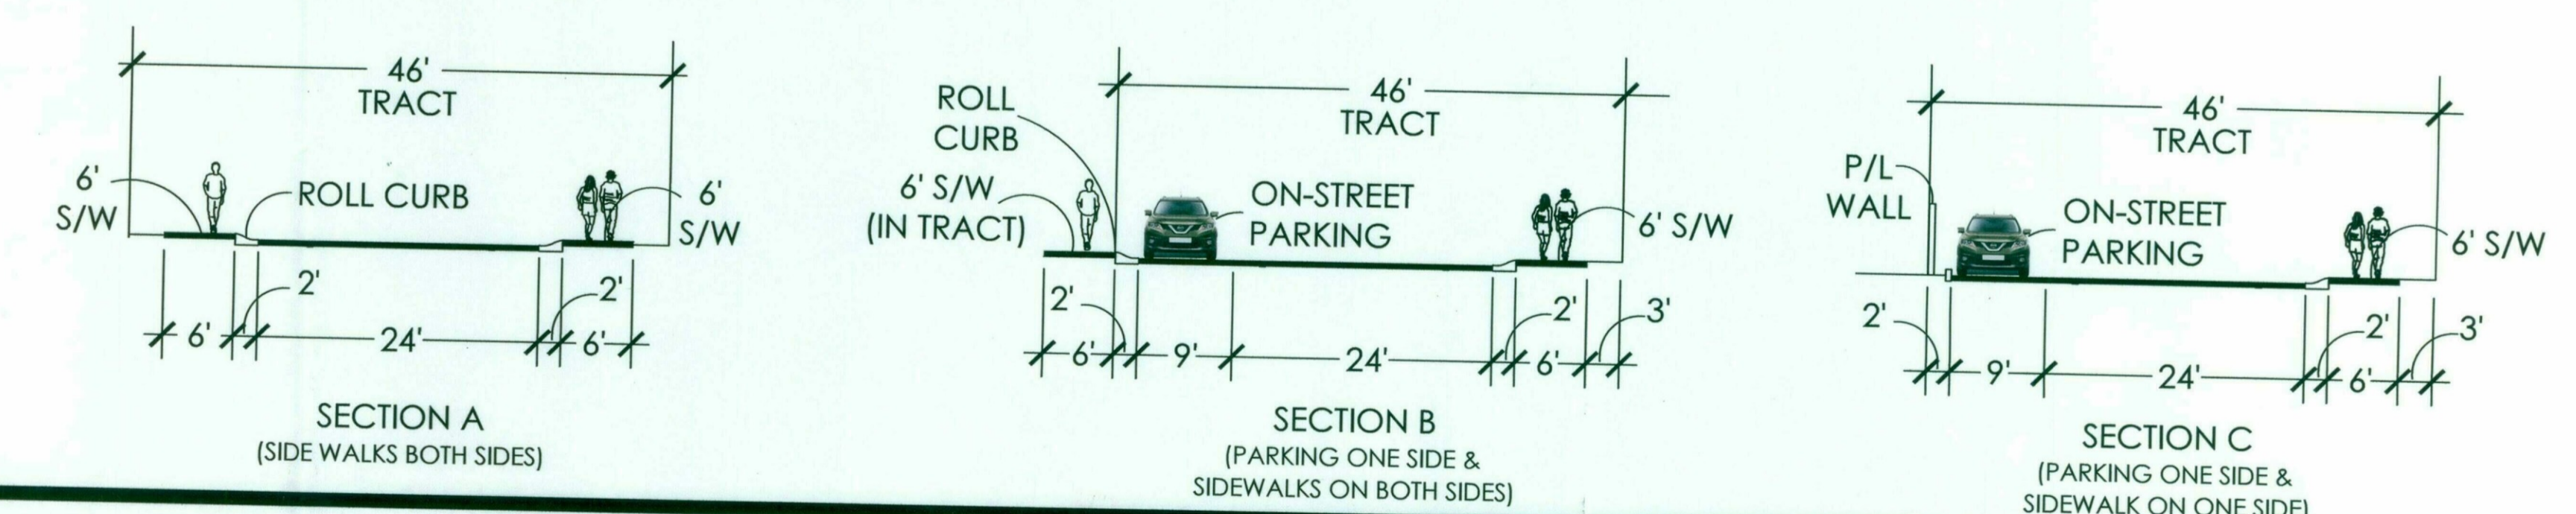 46'
TRACT
6'
S/W
ROLL CURB
6'
S/W
2'
2'
6'
24'
6'
SECTION A
(SIDE WALKS BOTH SIDES)
46'
TRACT
ROLL
CURB
6' S/W
(IN TRACT)
ON-STREET
PARKING
6' S/W
2'
2'
3'
6'
9'
24'
6'
SECTION B
(PARKING ONE SIDE &
SIDEWALKS ON BOTH SIDES)
46'
TRACT
P/L
WALL
ON-STREET
PARKING
6' S/W
2'
2'
3'
9'
24'
6'
SECTION C
(PARKING ONE SIDE &
SIDEWALK ON ONE SIDE)